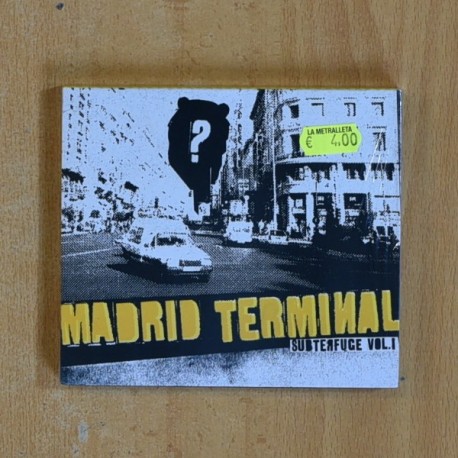 ?
LA METRALLETA
€ 4.00
MADRID TERMINAL
SUBTERFUGE VOL.1